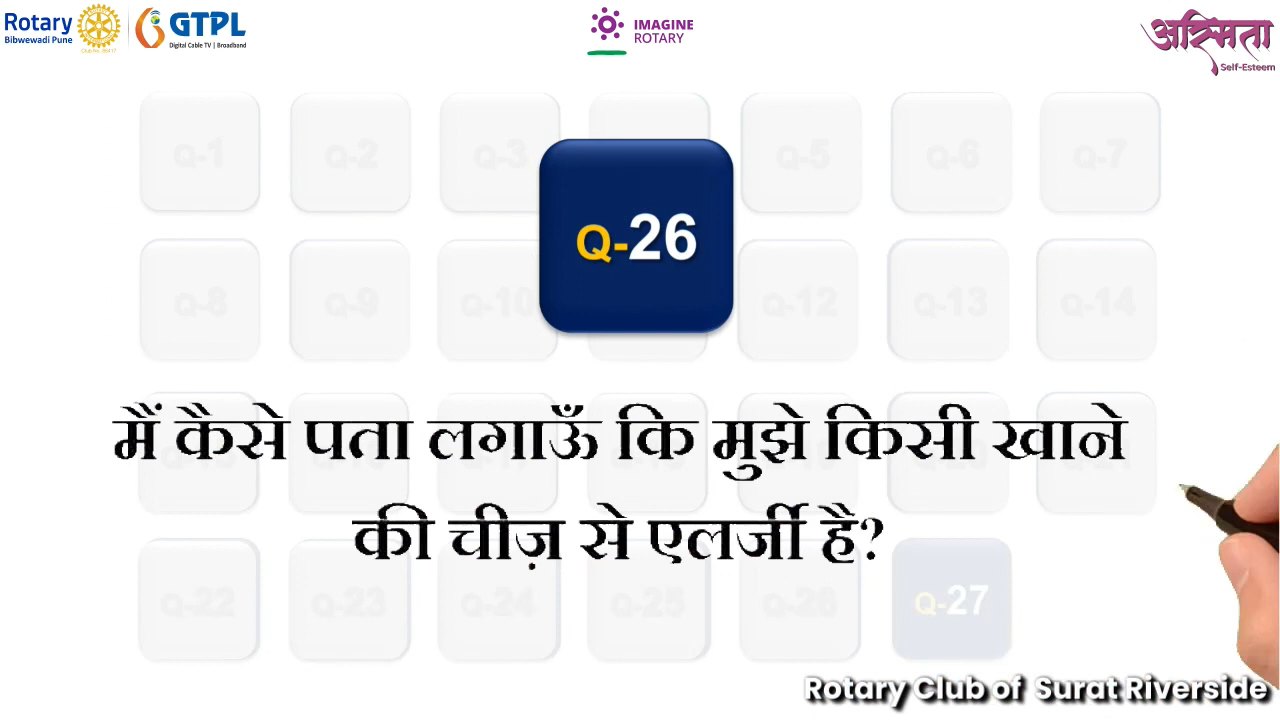 Rotary
Bibwewadi Pune
GTPL
Digital Cable TV | Broadband
IMAGINE
ROTARY
अस्मिता
Self-Esteem
Q-1 Q-2 Q-3 Q-5 Q-6 Q-7
Q-26
Q-8 Q-9 Q-10 Q-12 Q-13 Q-14
मैं कैसे पता लगाऊँ कि मुझे किसी खाने
की चीज़ से एलर्जी है?
Q-22 Q-23 Q-24 Q-25 Q-26 Q-27
Rotary Club of Surat Riverside